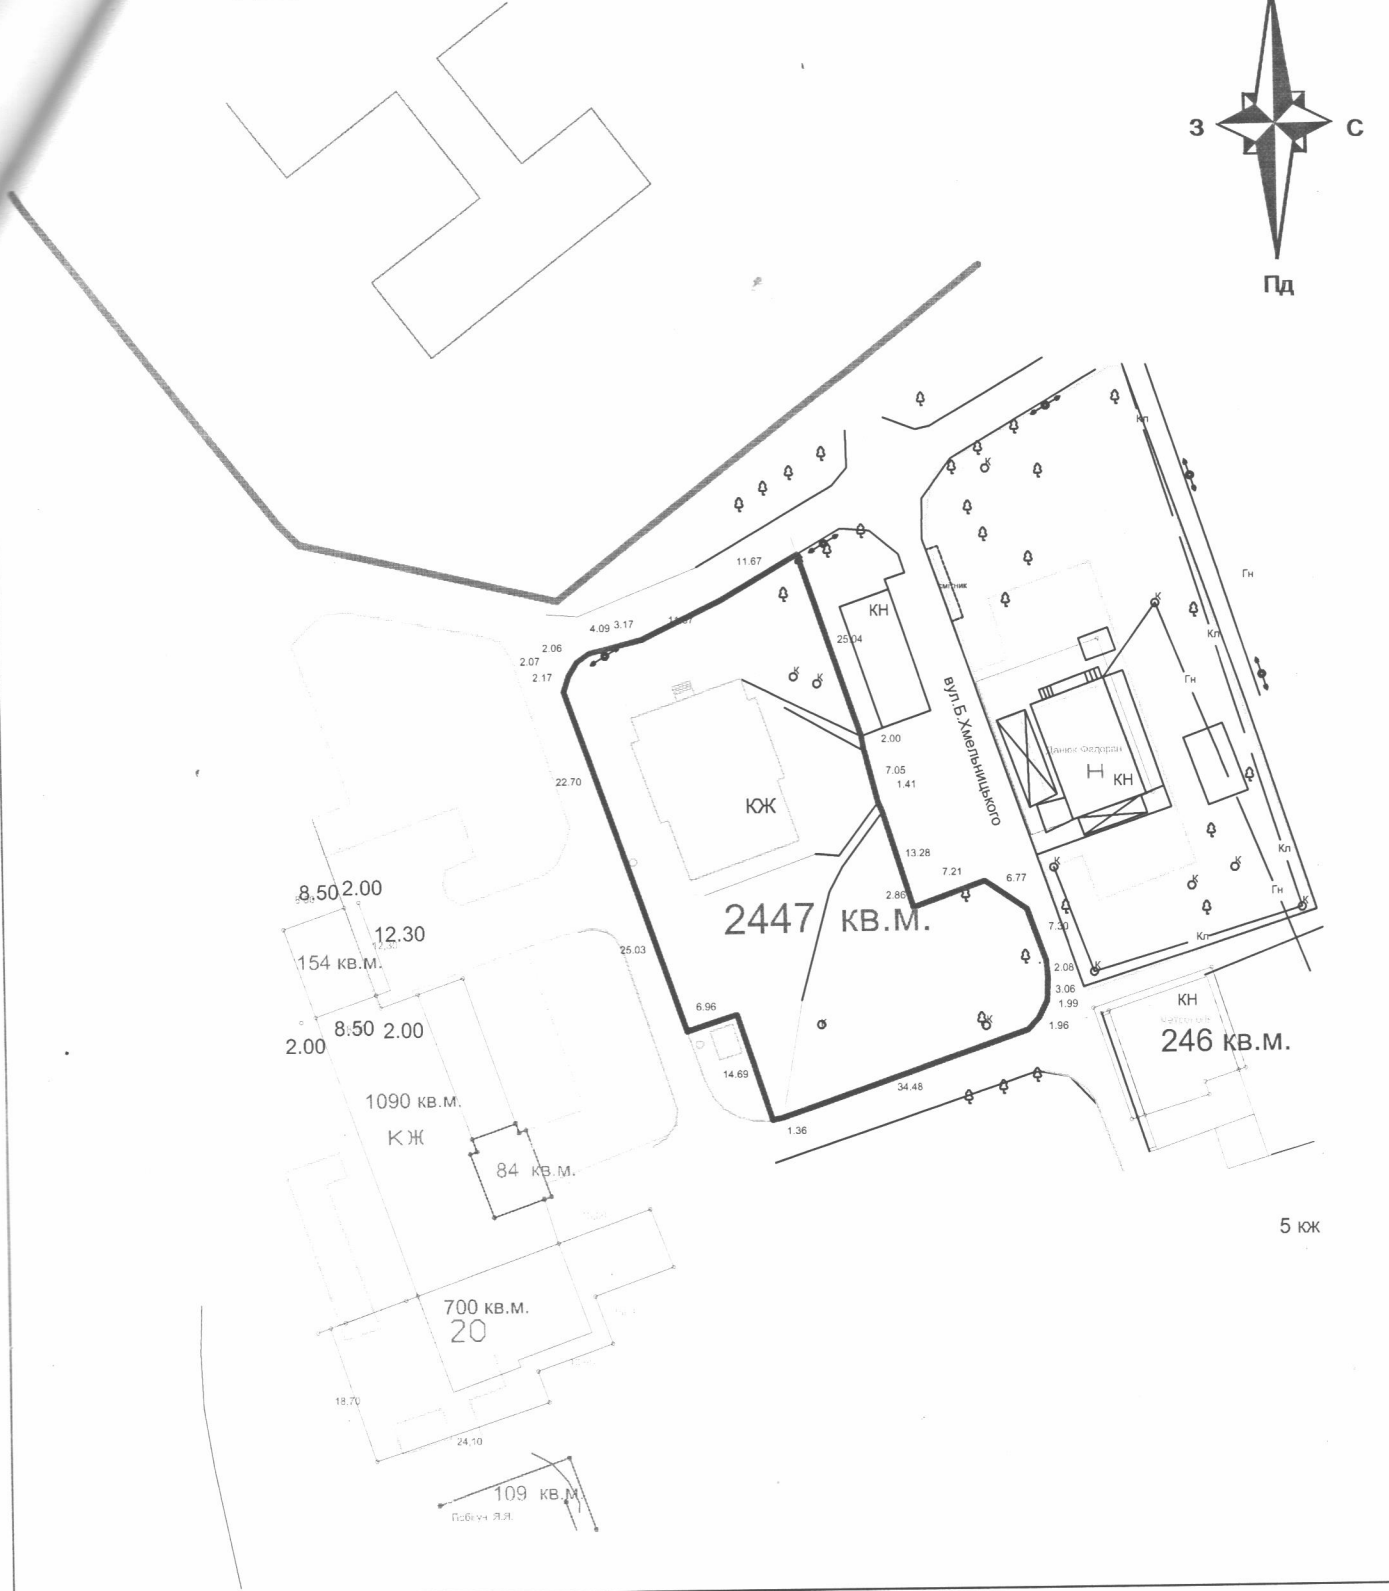 З
С
Пд
Кл
К
11.67
4.09
3.17
2.06
2.07
2.17
КН
25.04
К
К
К
Гн
Кл
Гн
вул.Б.Хмельницького
2.00
7.05
1.41
Н
КН
22.70
КЖ
13.28
7.21
6.77
2.86
2447 кв.м.
7.30
К
К
К
Кл
Гн
К
Кл
8.50
2.00
12.30
154 кв.м.
25.03
2.08
К
3.06
1.99
1.96
КН
246 кв.м.
6.96
К
К
8.50
2.00
2.00
14.69
34.48
1.36
1090 кв.м.
КЖ
84 кв.м.
5 кж
700 кв.м.
20
18,70
24,10
109 кв.м.